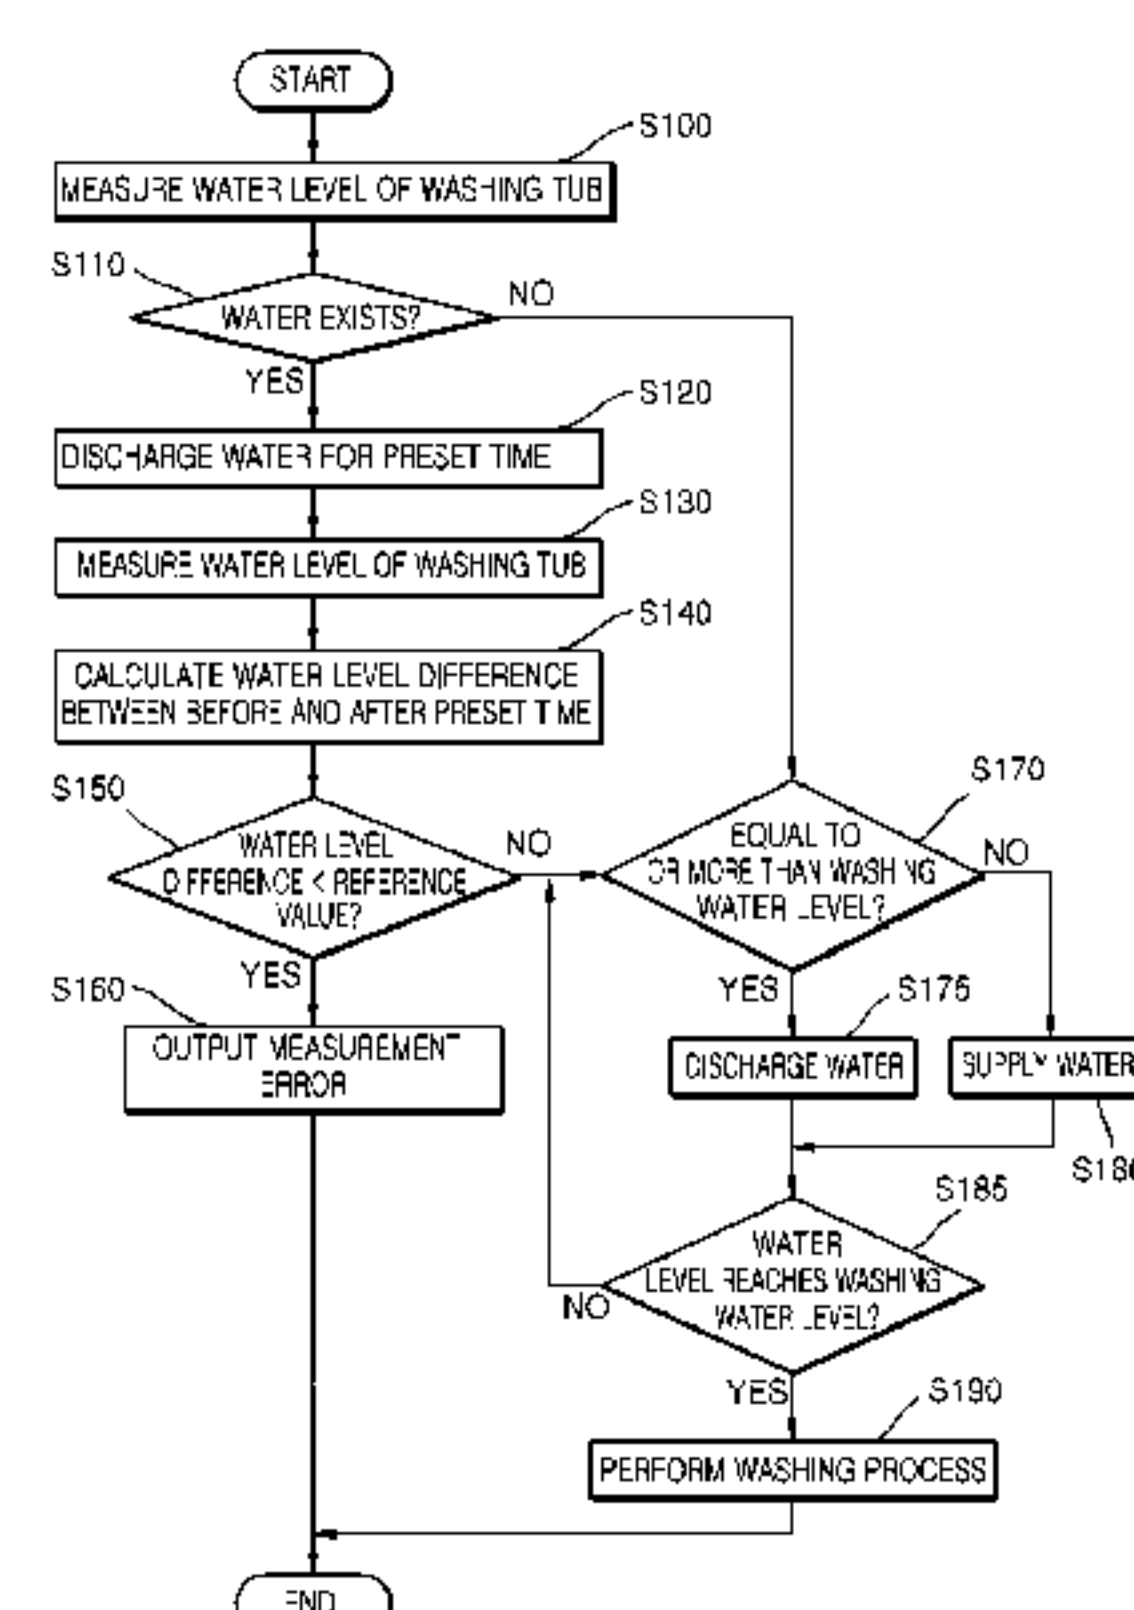 START
S100
MEASURE WATER LEVEL OF WASHING TUB
S110
WATER EXISTS?
NO
YES
S120
DISCHARGE WATER FOR PRESET TIME
S130
MEASURE WATER LEVEL OF WASHING TUB
S140
CALCULATE WATER LEVEL DIFFERENCE
BETWEEN BEFORE AND AFTER PRESET TIME
S150
WATER LEVEL
DIFFERENCE < REFERENCE
VALUE?
NO
YES
S160
OUTPUT MEASUREMENT
ERROR
S170
EQUAL TO
OR MORE THAN WASHING
WATER LEVEL?
NO
YES
S175
DISCHARGE WATER
SUPPLY WATER
S180
S185
WATER
LEVEL REACHES WASHING
WATER LEVEL?
NO
YES
S190
PERFORM WASHING PROCESS
END